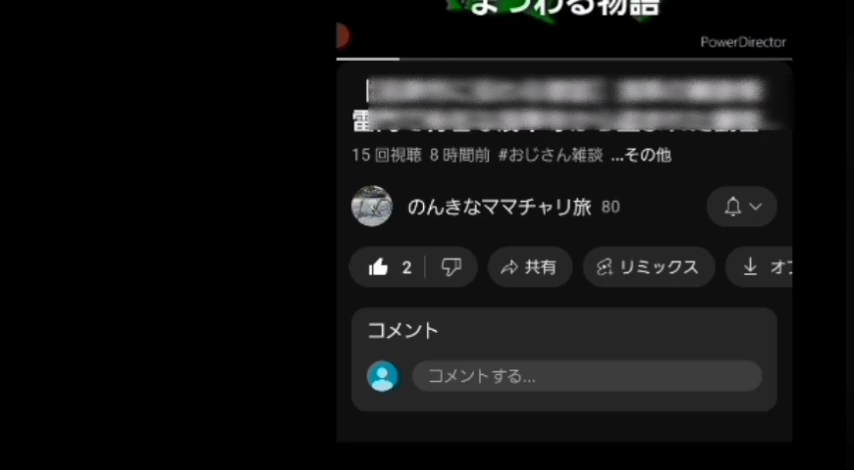 まつわる物語
PowerDirector
15 回視聴 8 時間前 #おじさん雑談 ...その他
のんきなママチャリ旅 80
2 共有 リミックス オフ
コメント
コメントする...